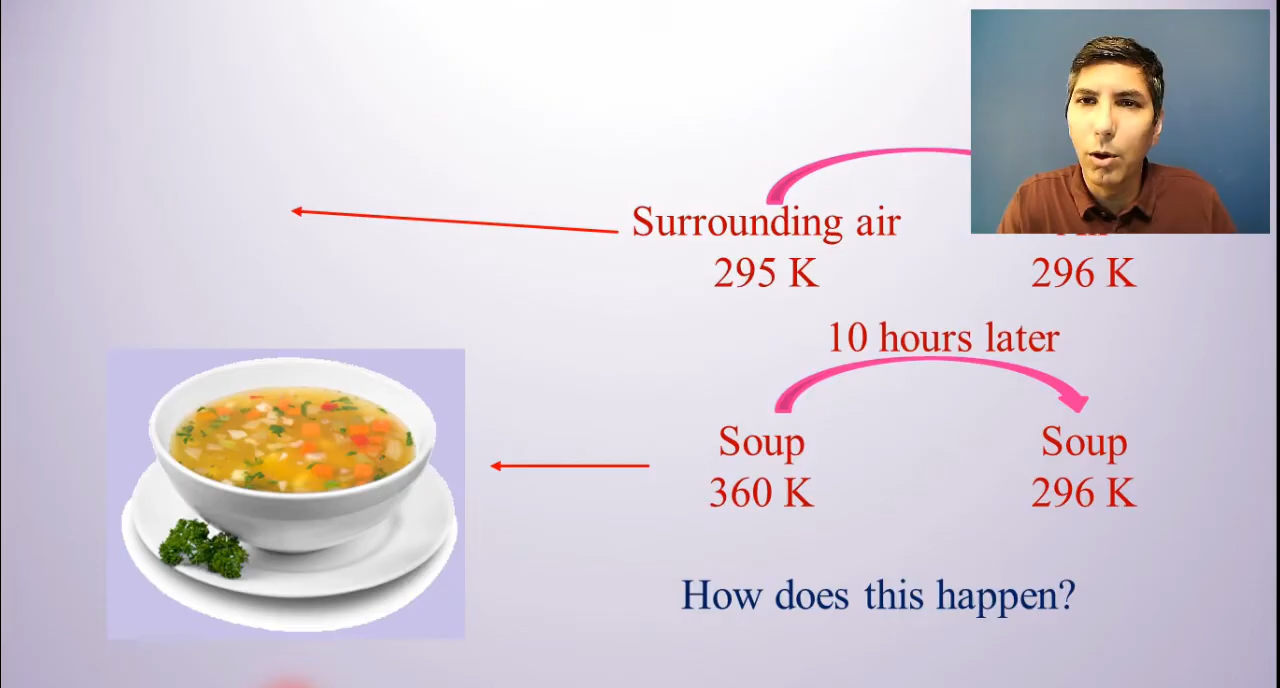 Surrounding air
295 K
296 K
10 hours later
Soup
360 K
Soup
296 K
How does this happen?